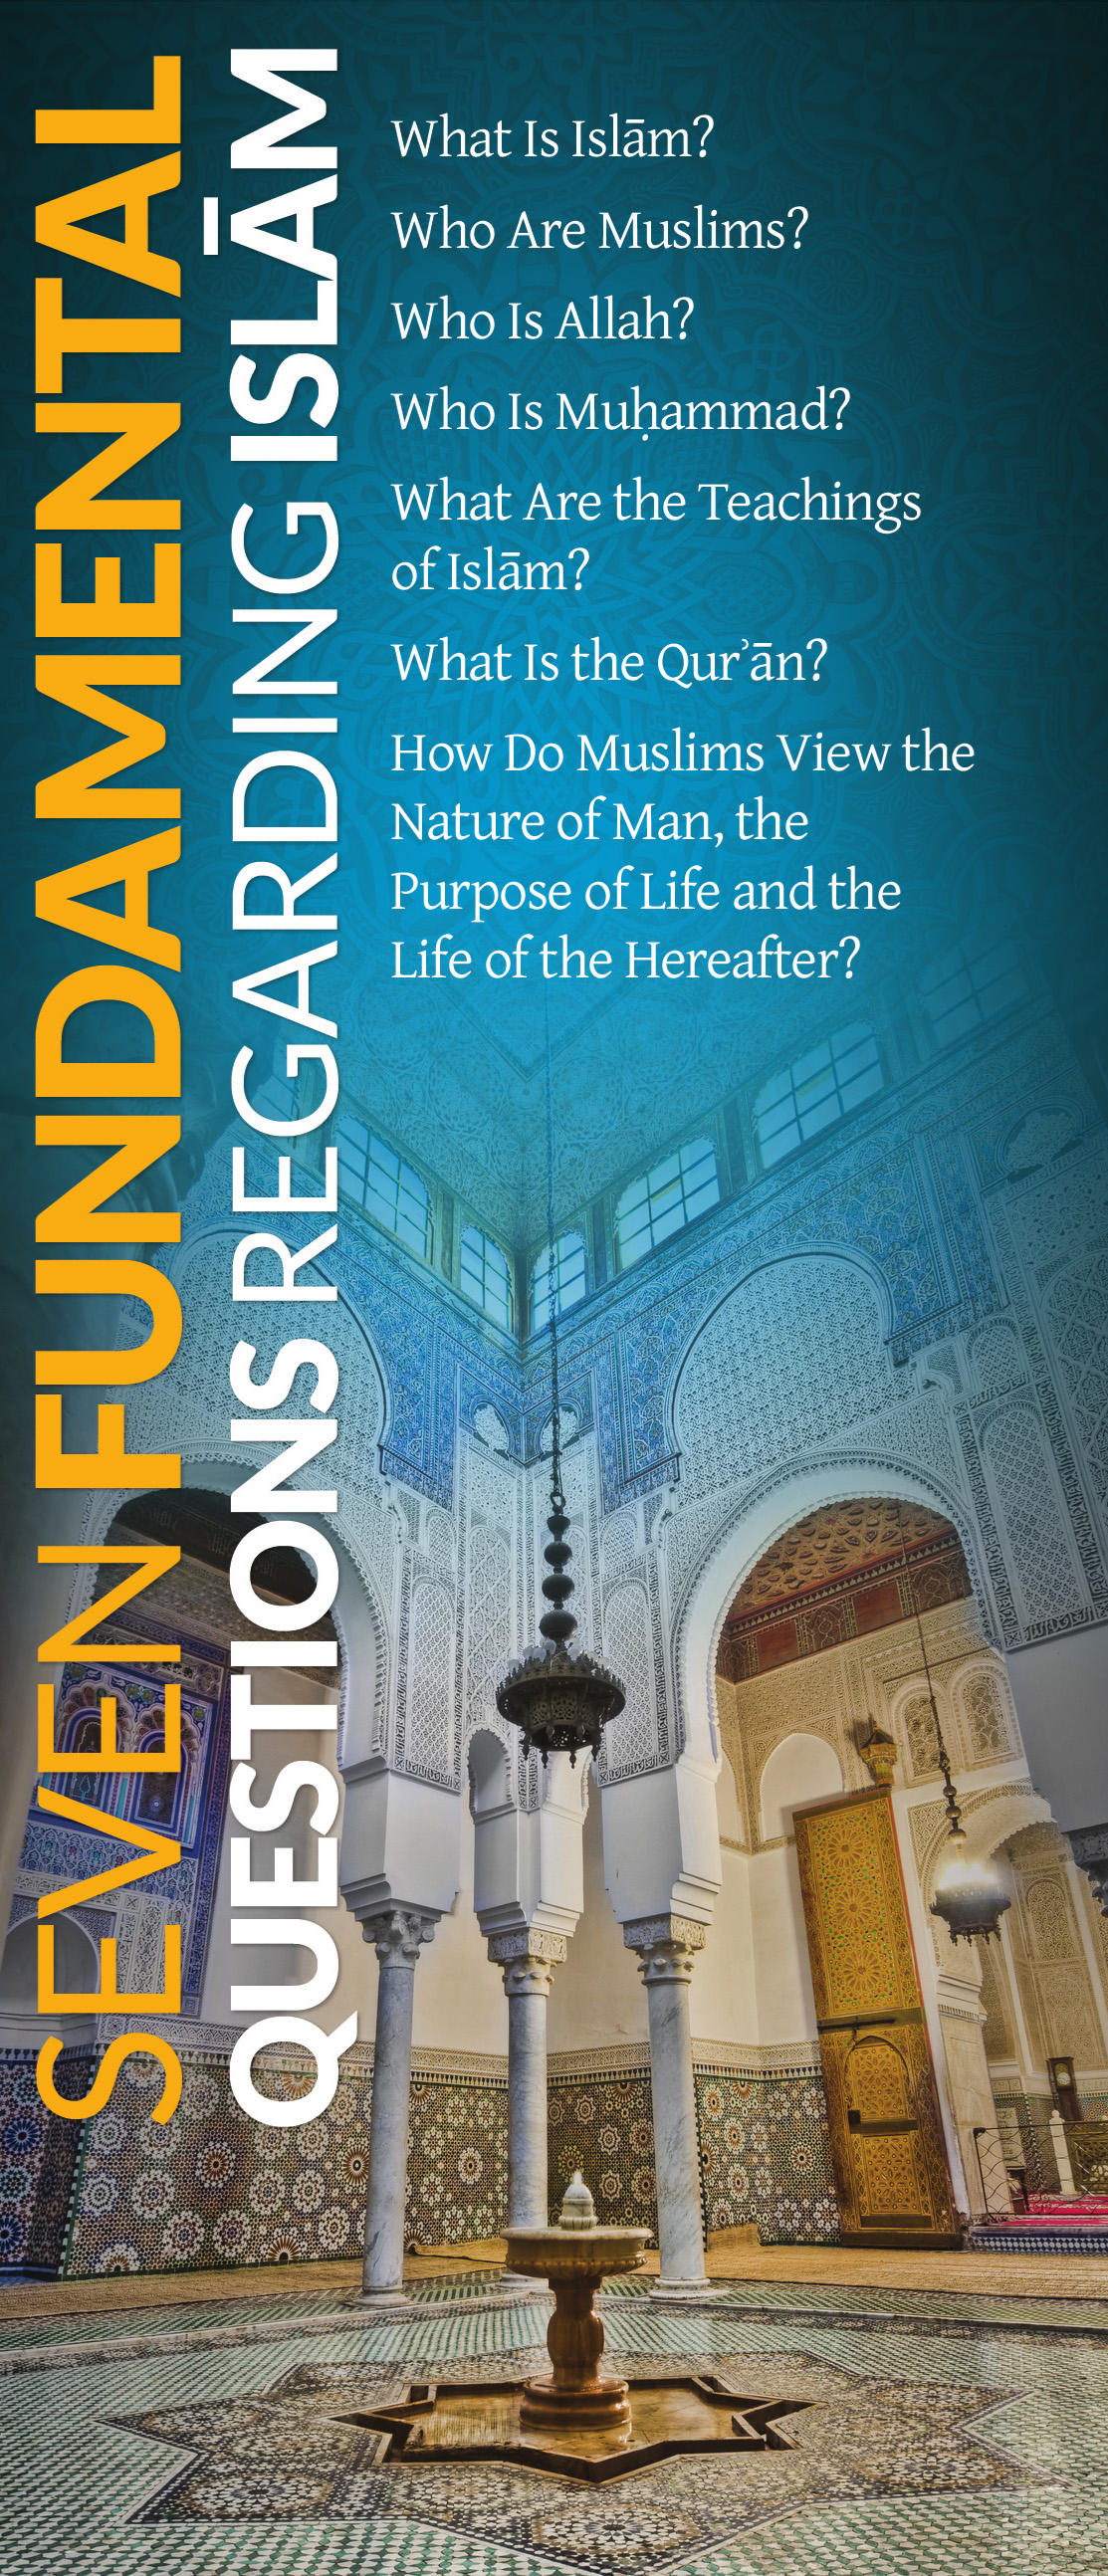 SEVEN FUNDAMENTAL
QUESTIONS REGARDING ISLĀM
What Is Islām?
Who Are Muslims?
Who Is Allah?
Who Is Muḥammad?
What Are the Teachings
of Islām?
What Is the Qurʾān?
How Do Muslims View the
Nature of Man, the
Purpose of Life and the
Life of the Hereafter?